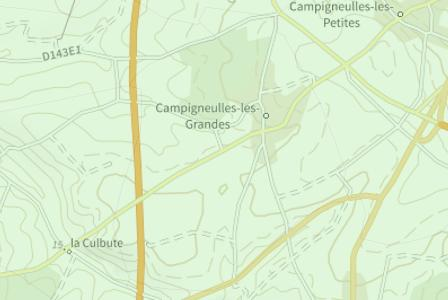 Campigneulles-les-
Petites
D143E1
Campigneulles-les-
Grandes
15
la Culbute